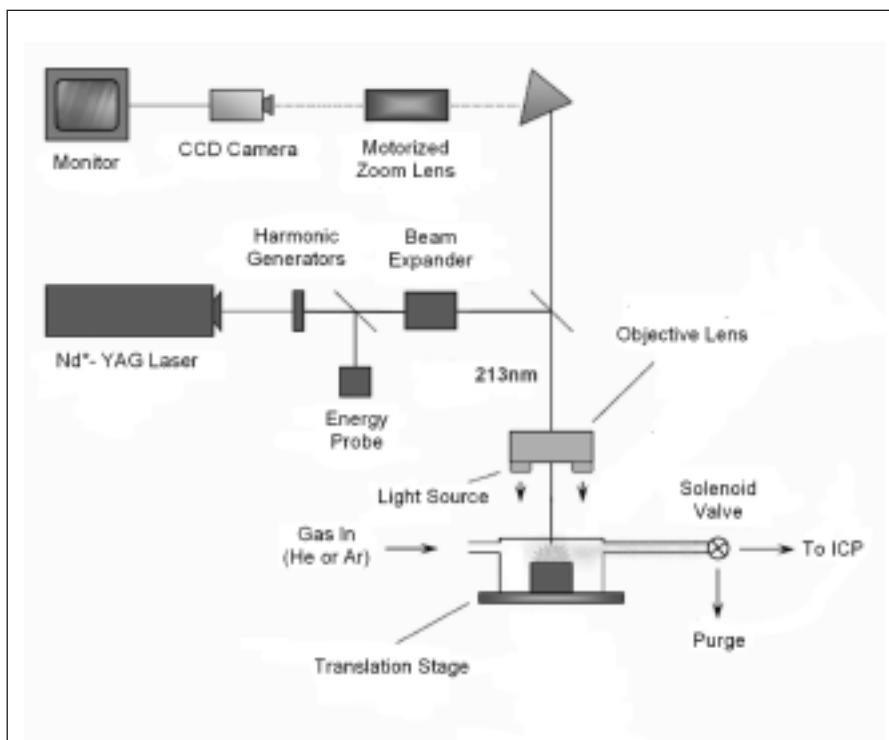 Monitor
CCD Camera
Motorized
Zoom Lens
Harmonic
Generators
Beam
Expander
Nd*- YAG Laser
Energy
Probe
213nm
Objective Lens
Light Source
Solenoid
Valve
Gas In
(He or Ar)
To ICP
Purge
Translation Stage